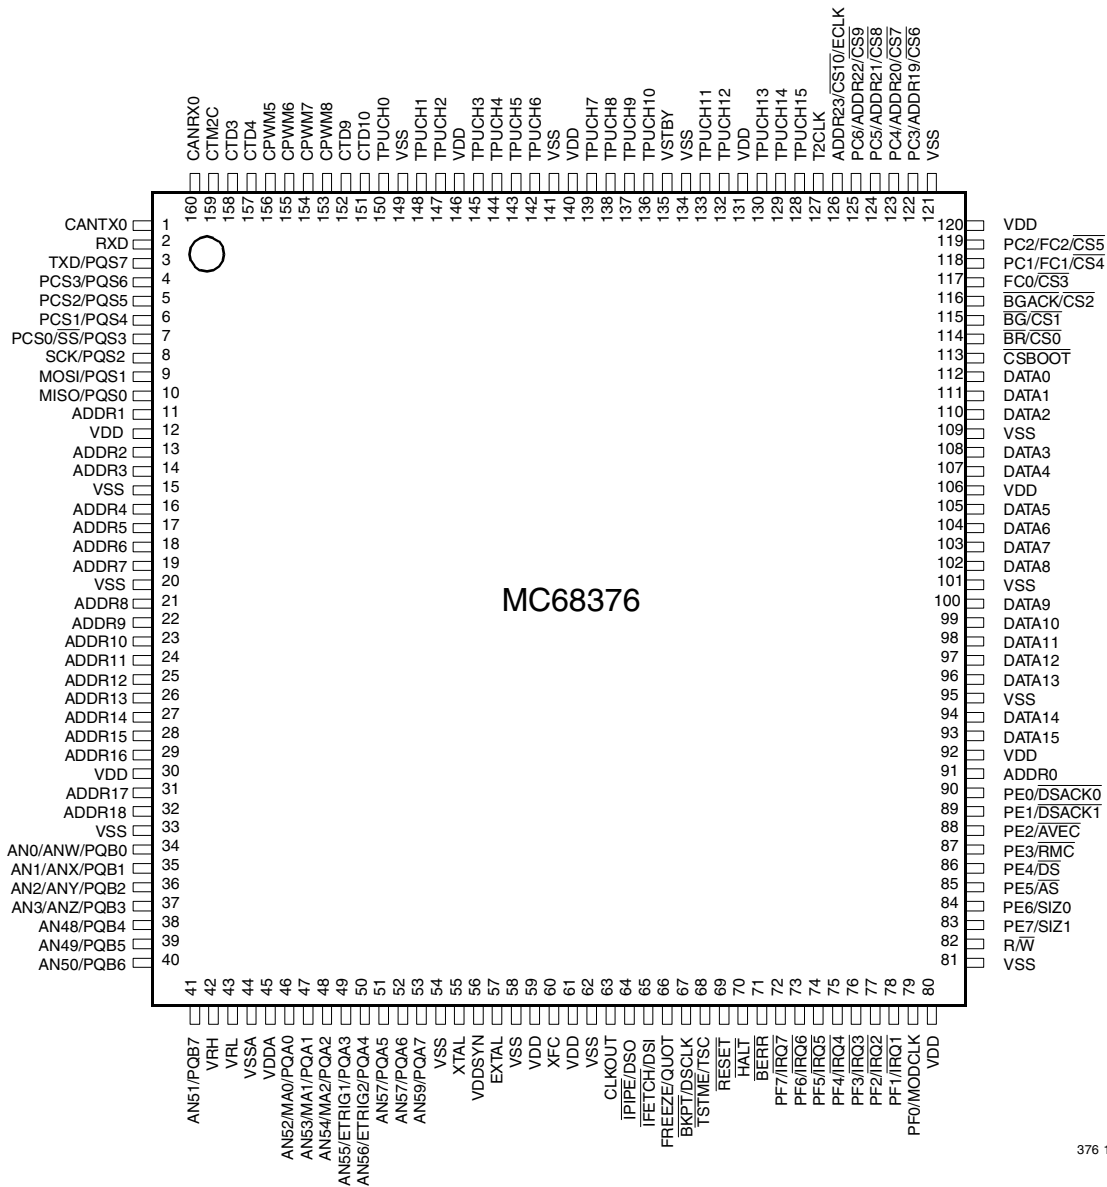 CANRX0
CTM2C
CTD3
CTD4
CPWM5
CPWM6
CPWM7
CPWM8
CTD9
CTD10
TPUCH0
VSS
TPUCH1
TPUCH2
VDD
TPUCH3
TPUCH4
TPUCH5
TPUCH6
VSS
VDD
TPUCH7
TPUCH8
TPUCH9
TPUCH10
VSTBY
VSS
TPUCH11
TPUCH12
VDD
TPUCH13
TPUCH14
TPUCH15
T2CLK
ADDR23/CS10/ECLK
PC6/ADDR22/CS9
PC5/ADDR21/CS8
PC4/ADDR20/CS7
PC3/ADDR19/CS6
VSS
160
159
158
157
156
155
154
153
152
151
150
149
148
147
146
145
144
143
142
141
140
139
138
137
136
135
134
133
132
131
130
129
128
127
126
125
124
123
122
121
CANTX0 1
RXD 2
TXD/PQS7 3
PCS3/PQS6 4
PCS2/PQS5 5
PCS1/PQS4 6
PCS0/SS/PQS3 7
SCK/PQS2 8
MOSI/PQS1 9
MISO/PQS0 10
ADDR1 11
VDD 12
ADDR2 13
ADDR3 14
VSS 15
ADDR4 16
ADDR5 17
ADDR6 18
ADDR7 19
VSS 20
ADDR8 21
ADDR9 22
ADDR10 23
ADDR11 24
ADDR12 25
ADDR13 26
ADDR14 27
ADDR15 28
ADDR16 29
VDD 30
ADDR17 31
ADDR18 32
VSS 33
AN0/ANW/PQB0 34
AN1/ANX/PQB1 35
AN2/ANY/PQB2 36
AN3/ANZ/PQB3 37
AN48/PQB4 38
AN49/PQB5 39
AN50/PQB6 40
MC68376
120 VDD
119 PC2/FC2/CS5
118 PC1/FC1/CS4
117 FC0/CS3
116 BGACK/CS2
115 BG/CS1
114 BR/CS0
113 CSBOOT
112 DATA0
111 DATA1
110 DATA2
109 VSS
108 DATA3
107 DATA4
106 VDD
105 DATA5
104 DATA6
103 DATA7
102 DATA8
101 VSS
100 DATA9
99 DATA10
98 DATA11
97 DATA12
96 DATA13
95 VSS
94 DATA14
93 DATA15
92 VDD
91 ADDR0
90 PE0/DSACK0
89 PE1/DSACK1
88 PE2/AVEC
87 PE3/RMC
86 PE4/DS
85 PE5/AS
84 PE6/SIZ0
83 PE7/SIZ1
82 R/W
81 VSS
41
42
43
44
45
46
47
48
49
50
51
52
53
54
55
56
57
58
59
60
61
62
63
64
65
66
67
68
69
70
71
72
73
74
75
76
77
78
79
80
AN51/PQB7
VRH
VRL
VSSA
VDDA
AN52/MA0/PQA0
AN53/MA1/PQA1
AN54/MA2/PQA2
AN55/ETRIG1/PQA3
AN56/ETRIG2/PQA4
AN57/PQA5
AN57/PQA6
AN59/PQA7
VSS
XTAL
VDDSYN
EXTAL
VSS
VDD
XFC
VDD
VSS
CLKOUT
IPIPE/DSO
IFETCH/DSI
FREEZE/QUOT
BKPT/DSCLK
TSTME/TSC
RESET
HALT
BERR
PF7/IRQ7
PF6/IRQ6
PF5/IRQ5
PF4/IRQ4
PF3/IRQ3
PF2/IRQ2
PF1/IRQ1
PF0/MODCLK
VDD